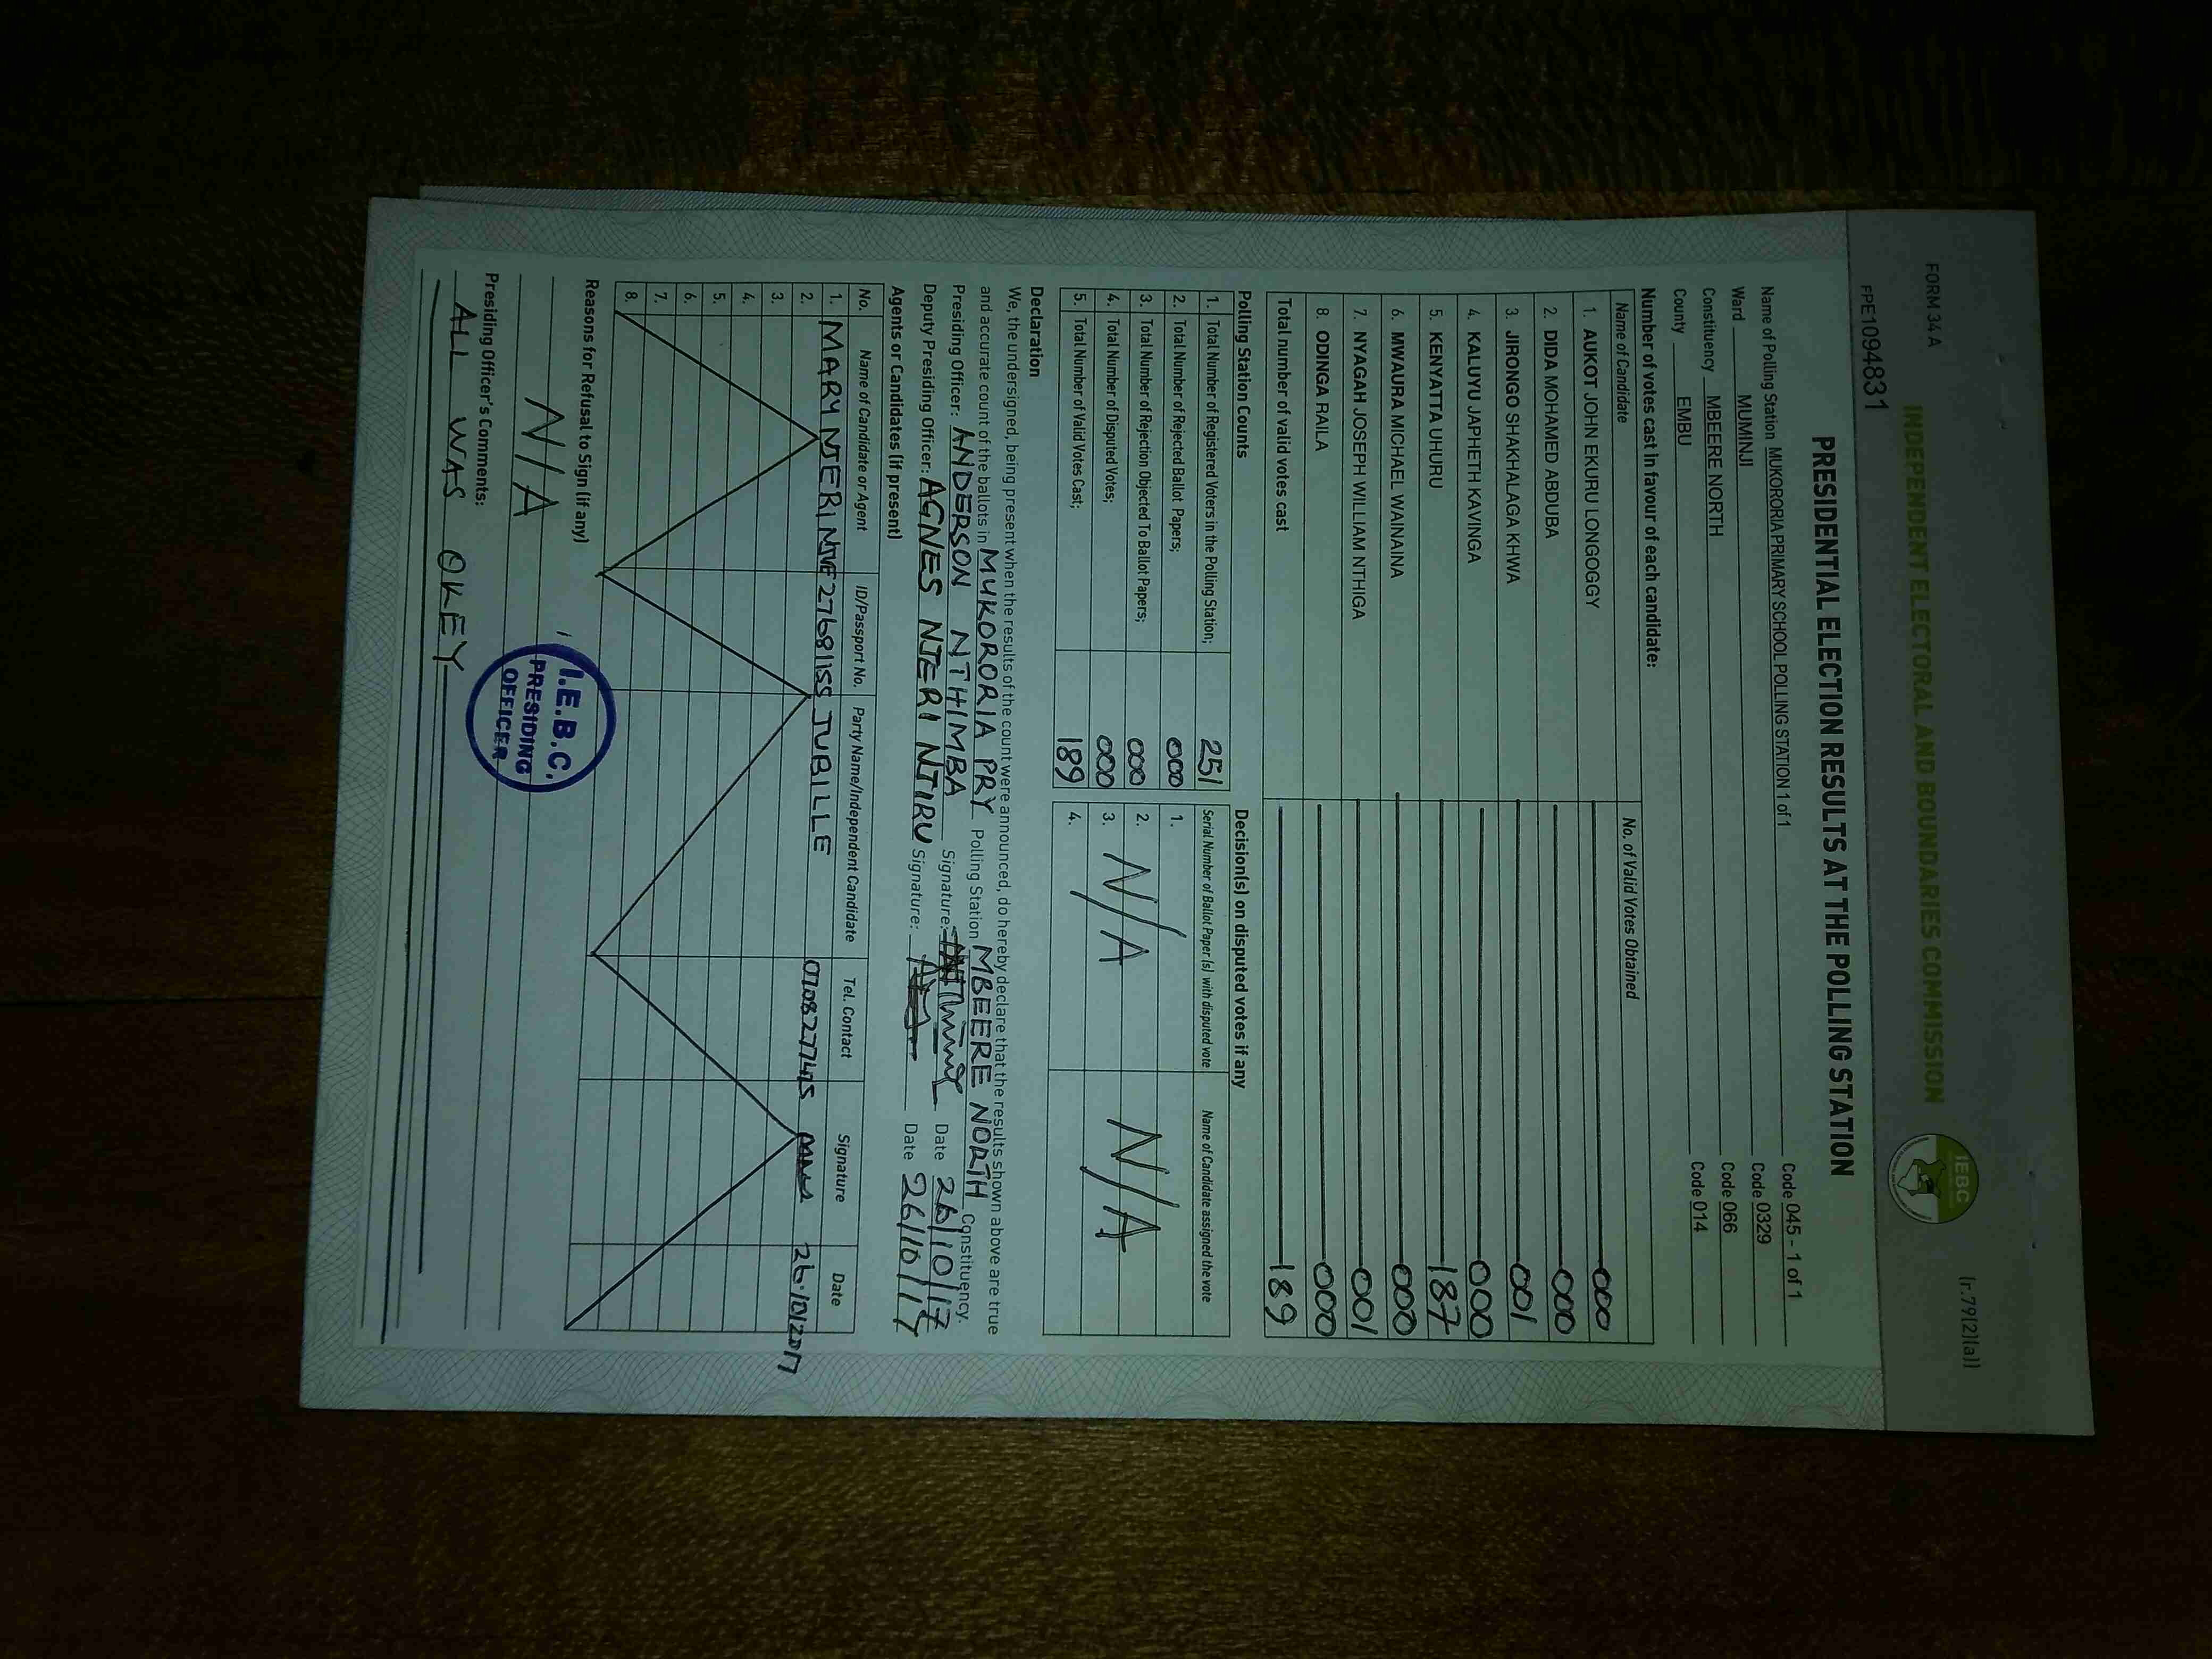 FORM 34A
[r.79(2)(a)]
INDEPENDENT ELECTORAL AND BOUNDARIES COMMISSION
IEBC
FPE1094831
PRESIDENTIAL ELECTION RESULTS AT THE POLLING STATION
Name of Polling Station MUKORORIA PRIMARY SCHOOL POLLING STATION 1 of 1 Code 045 - 1 of 1
Ward MUMINJI Code 0329
Constituency MBEERE NORTH Code 066
County EMBU Code 014
Number of votes cast in favour of each candidate:
Name of Candidate No. of Valid Votes Obtained
1. AUKOT JOHN EKURU LONGOGGY 000
2. DIDA MOHAMED ABDUBA 000
3. JIRONGO SHAKHALAGA KHWA 001
4. KALUYU JAPHETH KAVINGA 000
5. KENYATTA UHURU 187
6. MWAURA MICHAEL WAINAINA 000
7. NYAGAH JOSEPH WILLIAM NTHIGA 001
8. ODINGA RAILA 000
Total number of valid votes cast 189
Polling Station Counts Decision(s) on disputed votes if any
1. Total Number of Registered Voters in the Polling Station; 251 Serial Number of Ballot Paper (s) with disputed vote Name of Candidate assigned the vote
2. Total Number of Rejected Ballot Papers; 000 1.
3. Total Number of Rejection Objected To Ballot Papers; 000 2.
4. Total Number of Disputed Votes; 000 3. N/A N/A
5. Total Number of Valid Votes Cast; 189 4.
Declaration
We, the undersigned, being present when the results of the count were announced, do hereby declare that the results shown above are true
and accurate count of the ballots in MUKORORIA PRY Polling Station MBEERE NORTH Constituency.
Presiding Officer: ANDERSON NTHIMBA Signature: Date 26/10/17
Deputy Presiding Officer: AGNES NJERI NTIRU Signature: Date 26/10/17
Agents or Candidates (if present)
No. Name of Candidate or Agent ID/Passport No. Party Name/Independent Candidate Tel. Contact Signature Date
1. MARY NJERI 27681155 JUBILLE 0708277475 26.10/2017
2.
3.
4.
5.
6.
7.
8.
Reasons for Refusal to Sign (if any)
N/A
I.E.B.C.
PRESIDING
OFFICER
Presiding Officer's Comments:
ALL WAS OKEY